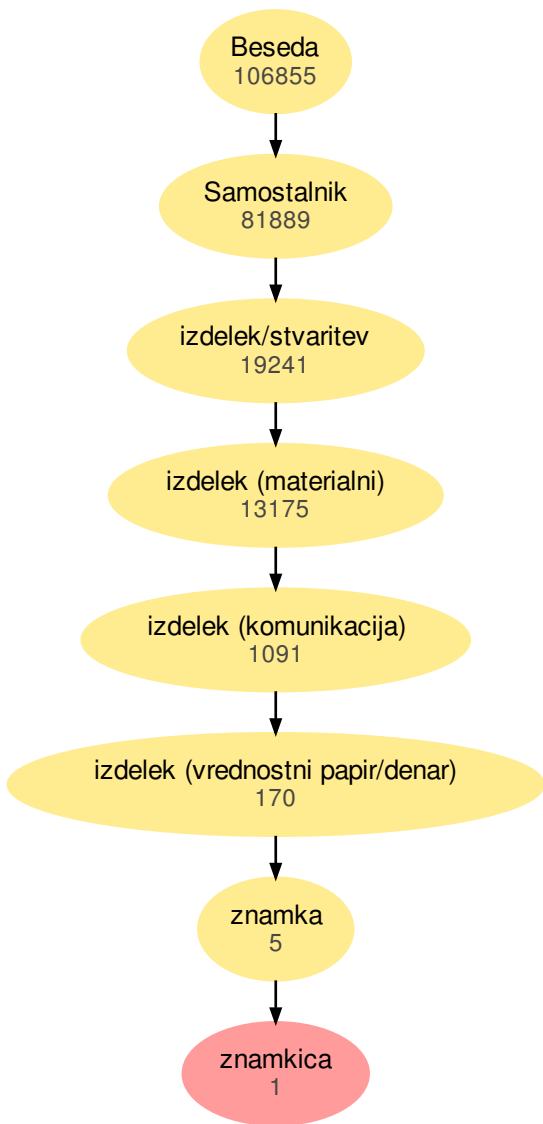 Beseda
106855
Samostalnik
81889
izdelek/stvaritev
19241
izdelek (materialni)
13175
izdelek (komunikacija)
1091
izdelek (vrednostni papir/denar)
170
znamka
5
znamkica
1